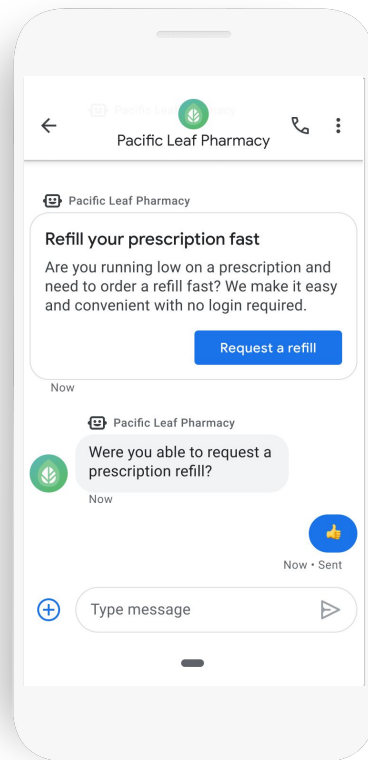 Pacific Leaf Pharmacy
Pacific Leaf Pharmacy
Refill your prescription fast
Are you running low on a prescription and
need to order a refill fast? We make it easy
and convenient with no login required.
Request a refill
Now
Pacific Leaf Pharmacy
Were you able to request a
prescription refill?
Now
Now • Sent
Type message